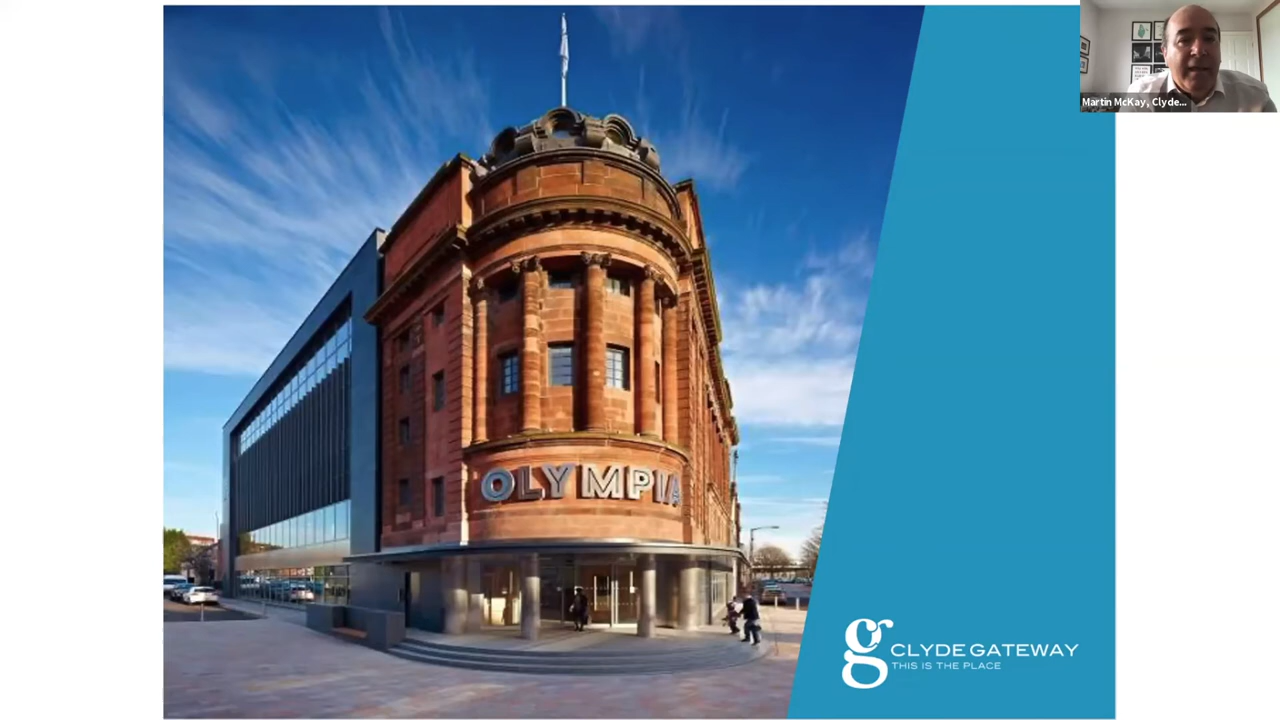 Martin McKay, Clyde...
OLYMPIA
CLYDE GATEWAY
THIS IS THE PLACE